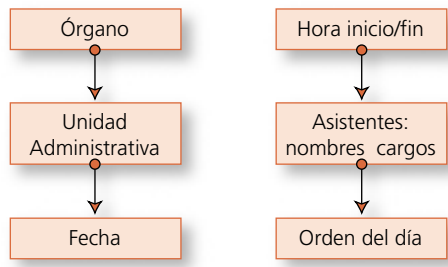 Órgano
Unidad
Administrativa
Fecha
Hora inicio/fin
Asistentes:
nombres cargos
Orden del día